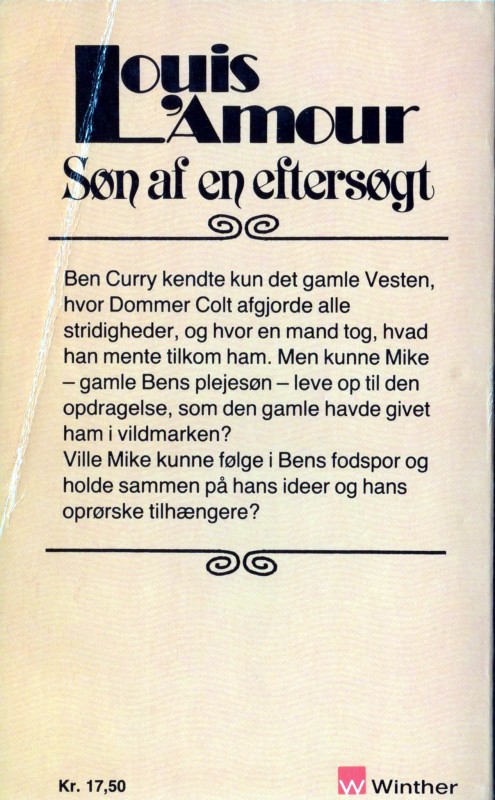 Louis
L'Amour
Søn af en eftersøgt
Ben Curry kendte kun det gamle Vesten,
hvor Dommer Colt afgjorde alle
stridigheder, og hvor en mand tog, hvad
han mente tilkom ham. Men kunne Mike
– gamle Bens plejesøn – leve op til den
opdragelse, som den gamle havde givet
ham i vildmarken?
Ville Mike kunne følge i Bens fodspor og
holde sammen på hans ideer og hans
oprørske tilhængere?
Kr. 17,50
W Winther